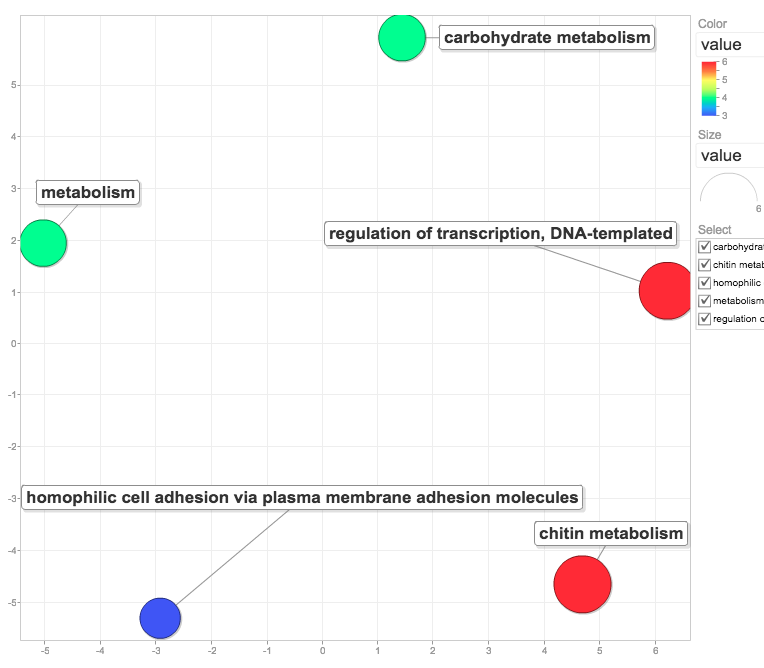 carbohydrate metabolism
metabolism
regulation of transcription, DNA-templated
homophilic cell adhesion via plasma membrane adhesion molecules
chitin metabolism
5
4
3
2
1
0
-1
-2
-3
-4
-5
-5
-4
-3
-2
-1
0
1
2
3
4
5
6
Color
value
6
5
4
3
Size
value
6
Select
carbohydrat
chitin metab
homophilic
metabolism
regulation o